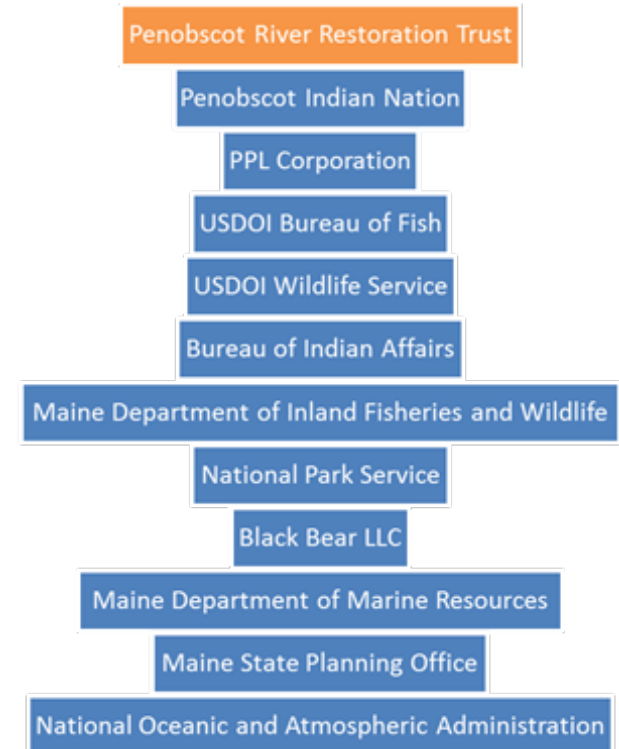 Penobscot River Restoration Trust
Penobscot Indian Nation
PPL Corporation
USDOI Bureau of Fish
USDOI Wildlife Service
Bureau of Indian Affairs
Maine Department of Inland Fisheries and Wildlife
National Park Service
Black Bear LLC
Maine Department of Marine Resources
Maine State Planning Office
National Oceanic and Atmospheric Administration